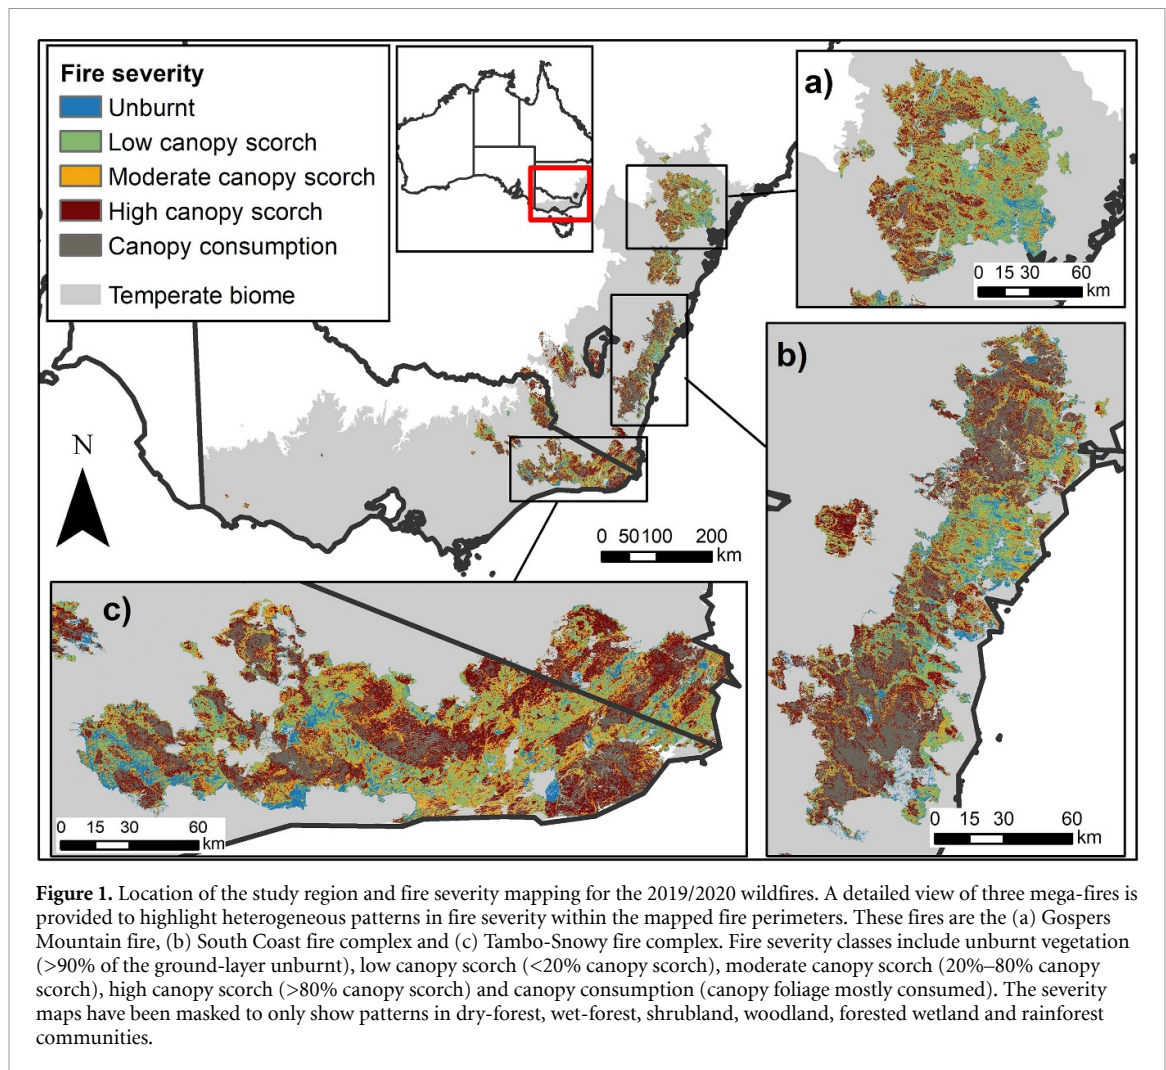 Fire severity
Unburnt
Low canopy scorch
Moderate canopy scorch
High canopy scorch
Canopy consumption
Temperate biome
N
0 50 100 200
km
a)
0 15 30 60
km
b)
0 15 30 60
km
c)
0 15 30 60
km
Figure 1. Location of the study region and fire severity mapping for the 2019/2020 wildfires. A detailed view of three mega-fires is
provided to highlight heterogeneous patterns in fire severity within the mapped fire perimeters. These fires are the (a) Gospers
Mountain fire, (b) South Coast fire complex and (c) Tambo-Snowy fire complex. Fire severity classes include unburnt vegetation
(>90% of the ground-layer unburnt), low canopy scorch (<20% canopy scorch), moderate canopy scorch (20%–80% canopy
scorch), high canopy scorch (>80% canopy scorch) and canopy consumption (canopy foliage mostly consumed). The severity
maps have been masked to only show patterns in dry-forest, wet-forest, shrubland, woodland, forested wetland and rainforest
communities.